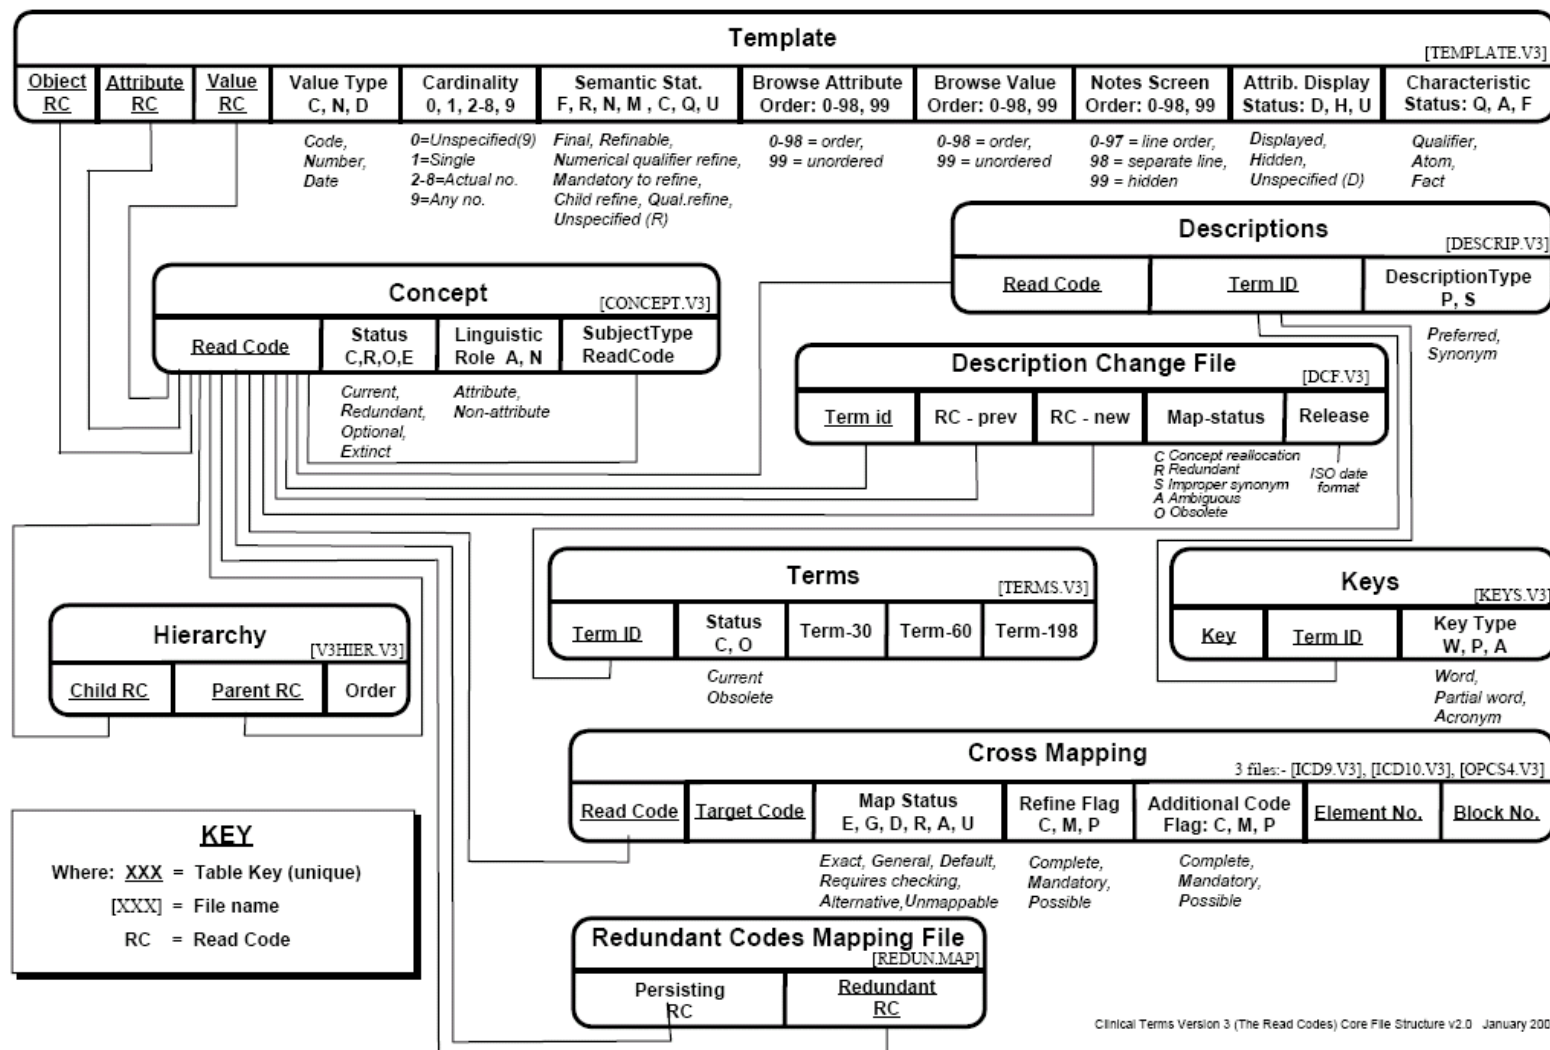 Template
[TEMPLATE.V3]
Object RC
Attribute RC
Value RC
Value Type C, N, D
Cardinality 0, 1, 2-8, 9
Semantic Stat. F, R, N, M , C, Q, U
Browse Attribute Order: 0-98, 99
Browse Value Order: 0-98, 99
Notes Screen Order: 0-98, 99
Attrib. Display Status: D, H, U
Characteristic Status: Q, A, F
Code,
Number,
Date
0=Unspecified(9)
1=Single
2-8=Actual no.
9=Any no.
Final, Refinable,
Numerical qualifier refine,
Mandatory to refine,
Child refine, Qual.refine,
Unspecified (R)
0-98 = order,
99 = unordered
0-98 = order,
99 = unordered
0-97 = line order,
98 = separate line,
99 = hidden
Displayed,
Hidden,
Unspecified (D)
Qualifier,
Atom,
Fact
Descriptions
[DESCRIP.V3]
Read Code
Term ID
DescriptionType
P, S
Preferred,
Synonym
Concept
[CONCEPT.V3]
Read Code
Status
C,R,O,E
Linguistic
Role A, N
SubjectType
ReadCode
Current,
Redundant,
Optional,
Extinct
Attribute,
Non-attribute
Description Change File
[DCF.V3]
Term id
RC - prev
RC - new
Map-status
Release
C Concept reallocation
R Redundant
S Improper synonym
A Ambiguous
O Obsolete
ISO date
format
Terms
[TERMS.V3]
Term ID
Status
C, O
Term-30
Term-60
Term-198
Current
Obsolete
Keys
[KEYS.V3]
Key
Term ID
Key Type
W, P, A
Word,
Partial word,
Acronym
Hierarchy
[V3HIER.V3]
Child RC
Parent RC
Order
Cross Mapping
3 files:- [ICD9.V3], [ICD10.V3], [OPCS4.V3]
Read Code
Target Code
Map Status
E, G, D, R, A, U
Refine Flag
C, M, P
Additional Code
Flag: C, M, P
Element No.
Block No.
Exact, General, Default,
Requires checking,
Alternative,Unmappable
Complete,
Mandatory,
Possible
Complete,
Mandatory,
Possible
KEY
Where: XXX = Table Key (unique)
[XXX] = File name
RC = Read Code
Redundant Codes Mapping File
[REDUN.MAP]
Persisting
RC
Redundant
RC
Clinical Terms Version 3 (The Read Codes) Core File Structure v2.0 January 200